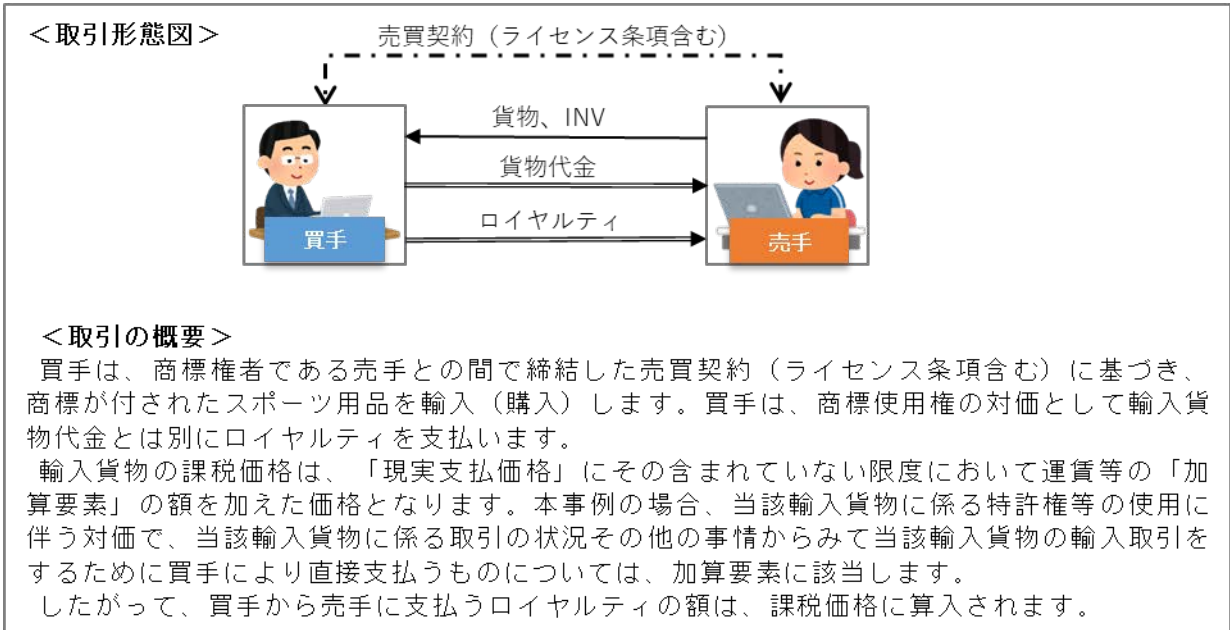 ＜取引形態図＞
売買契約（ライセンス条項含む）
貨物、INV
貨物代金
ロイヤルティ
買手
売手
＜取引の概要＞
買手は、商標権者である売手との間で締結した売買契約（ライセンス条項含む）に基づき、
商標が付されたスポーツ用品を輸入（購入）します。買手は、商標使用権の対価として輸入貨
物代金とは別にロイヤルティを支払います。
輸入貨物の課税価格は、「現実支払価格」にその含まれていない限度において運賃等の「加
算要素」の額を加えた価格となります。本事例の場合、当該輸入貨物に係る特許権等の使用に
伴う対価で、当該輸入貨物に係る取引の状況その他の事情からみて当該輸入貨物の輸入取引を
するために買手により直接支払うものについては、加算要素に該当します。
したがって、買手から売手に支払うロイヤルティの額は、課税価格に算入されます。